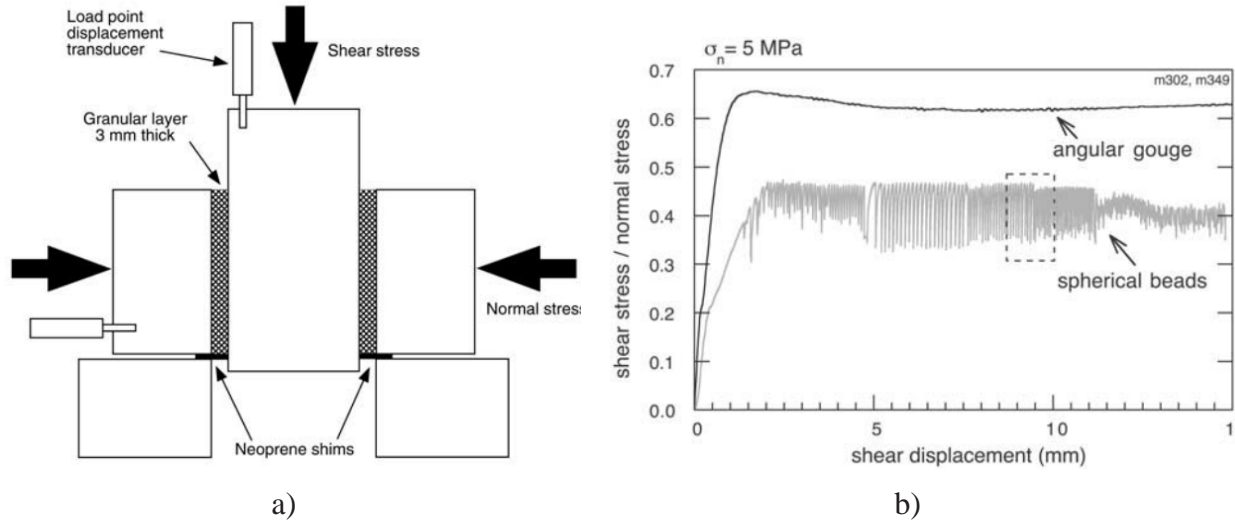 Load point
displacement
transducer
Shear stress
Granular layer
3 mm thick
Normal stress
Neoprene shims
a)
σn = 5 MPa
m302, m349
0.7
0.6
0.5
0.4
0.3
0.2
0.1
0.0
angular gouge
spherical beads
shear stress / normal stress
0
5
10
1
shear displacement (mm)
b)